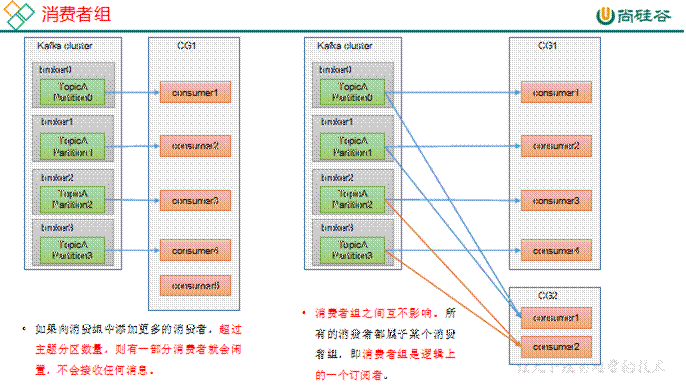 消费者组
尚硅谷
Kafka cluster
CG1
broker0
TopicA
Partition0
consumer1
broker1
TopicA
Partition1
consumer2
broker2
TopicA
Partition2
consumer3
broker3
TopicA
Partition3
consumer4
consumer5
• 如果向消费组中添加更多的消费者，超过
主题分区数量，则有一部分消费者就会闲
置，不会接收任何消息。
Kafka cluster
CG1
broker0
TopicA
Partition0
consumer1
broker1
TopicA
Partition1
consumer2
broker2
TopicA
Partition2
consumer3
broker3
TopicA
Partition3
consumer4
CG2
consumer1
consumer2
• 消费者组之间互不影响。所
有的消费者都属于某个消费
者组，即消费者组是逻辑上
的一个订阅者。